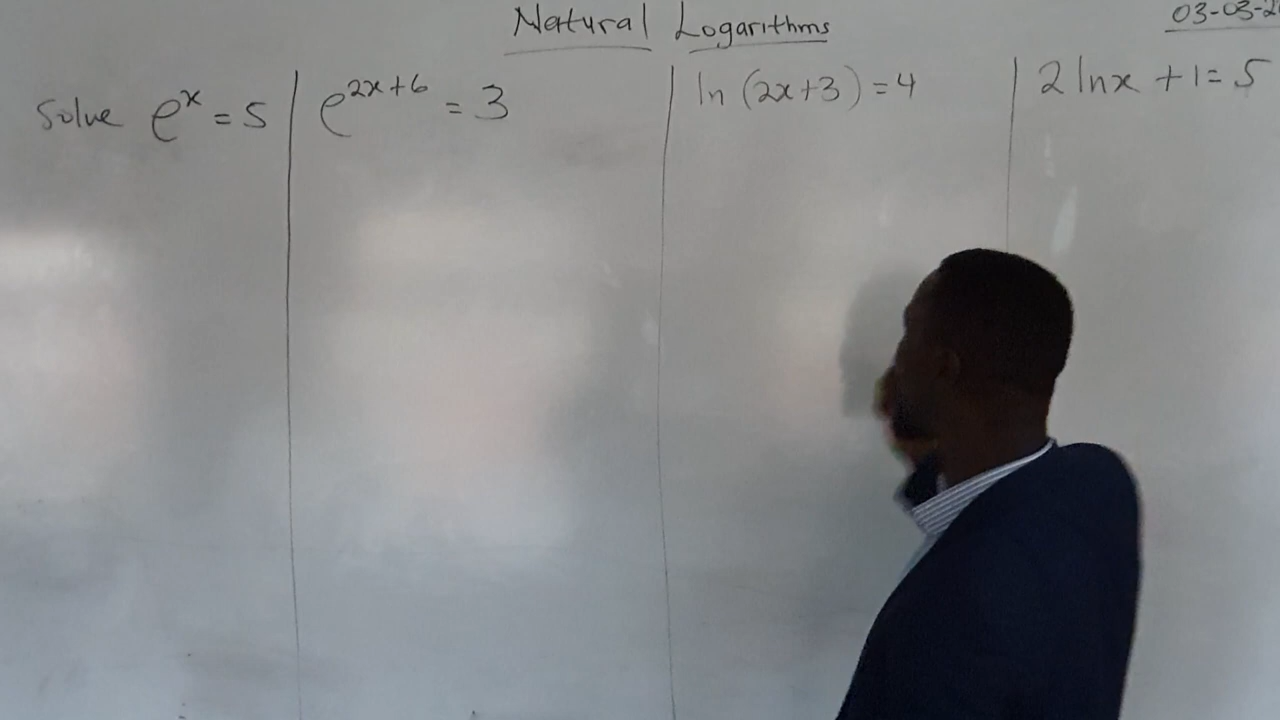 Natural Logarithms
03-03-2
Solve e^x = 5
e^{2x+6} = 3
ln (2x+3) = 4
2 ln x + 1 = 5